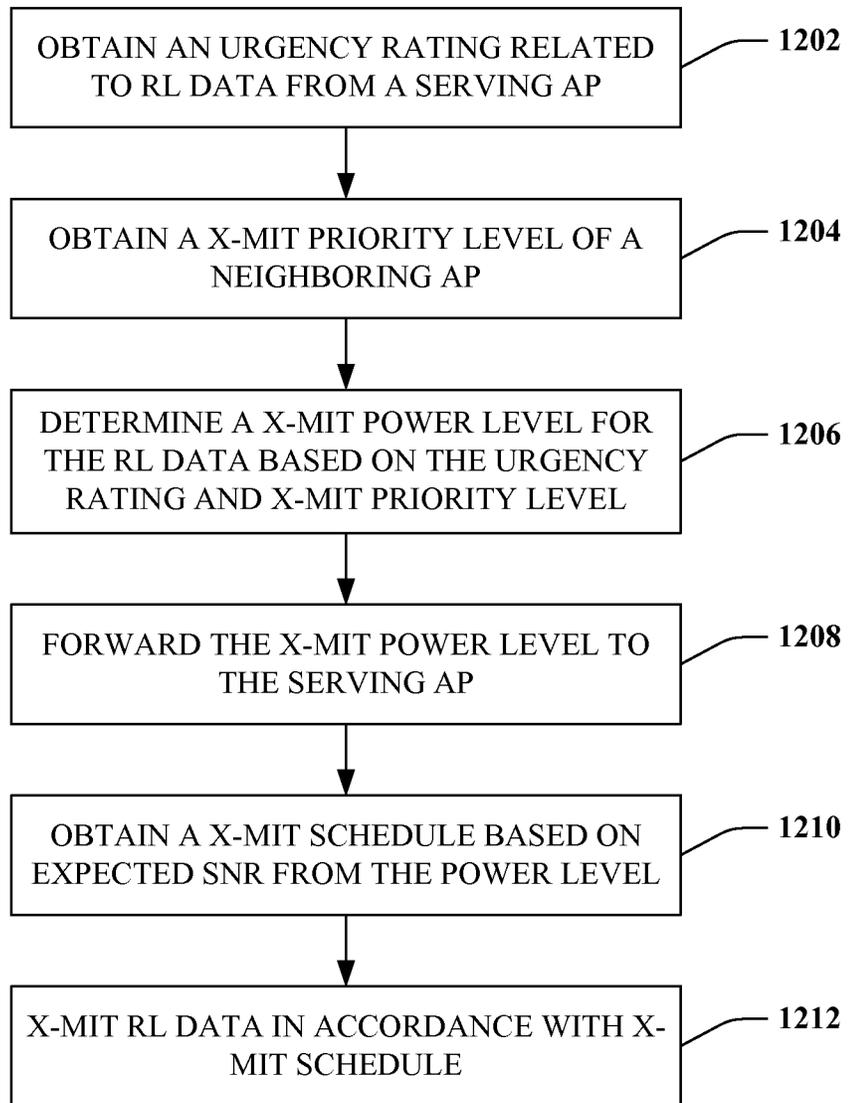 OBTAIN AN URGENCY RATING RELATED
TO RL DATA FROM A SERVING AP
1202
OBTAIN A X-MIT PRIORITY LEVEL OF A
NEIGHBORING AP
1204
DETERMINE A X-MIT POWER LEVEL FOR
THE RL DATA BASED ON THE URGENCY
RATING AND X-MIT PRIORITY LEVEL
1206
FORWARD THE X-MIT POWER LEVEL TO
THE SERVING AP
1208
OBTAIN A X-MIT SCHEDULE BASED ON
EXPECTED SNR FROM THE POWER LEVEL
1210
X-MIT RL DATA IN ACCORDANCE WITH X-
MIT SCHEDULE
1212